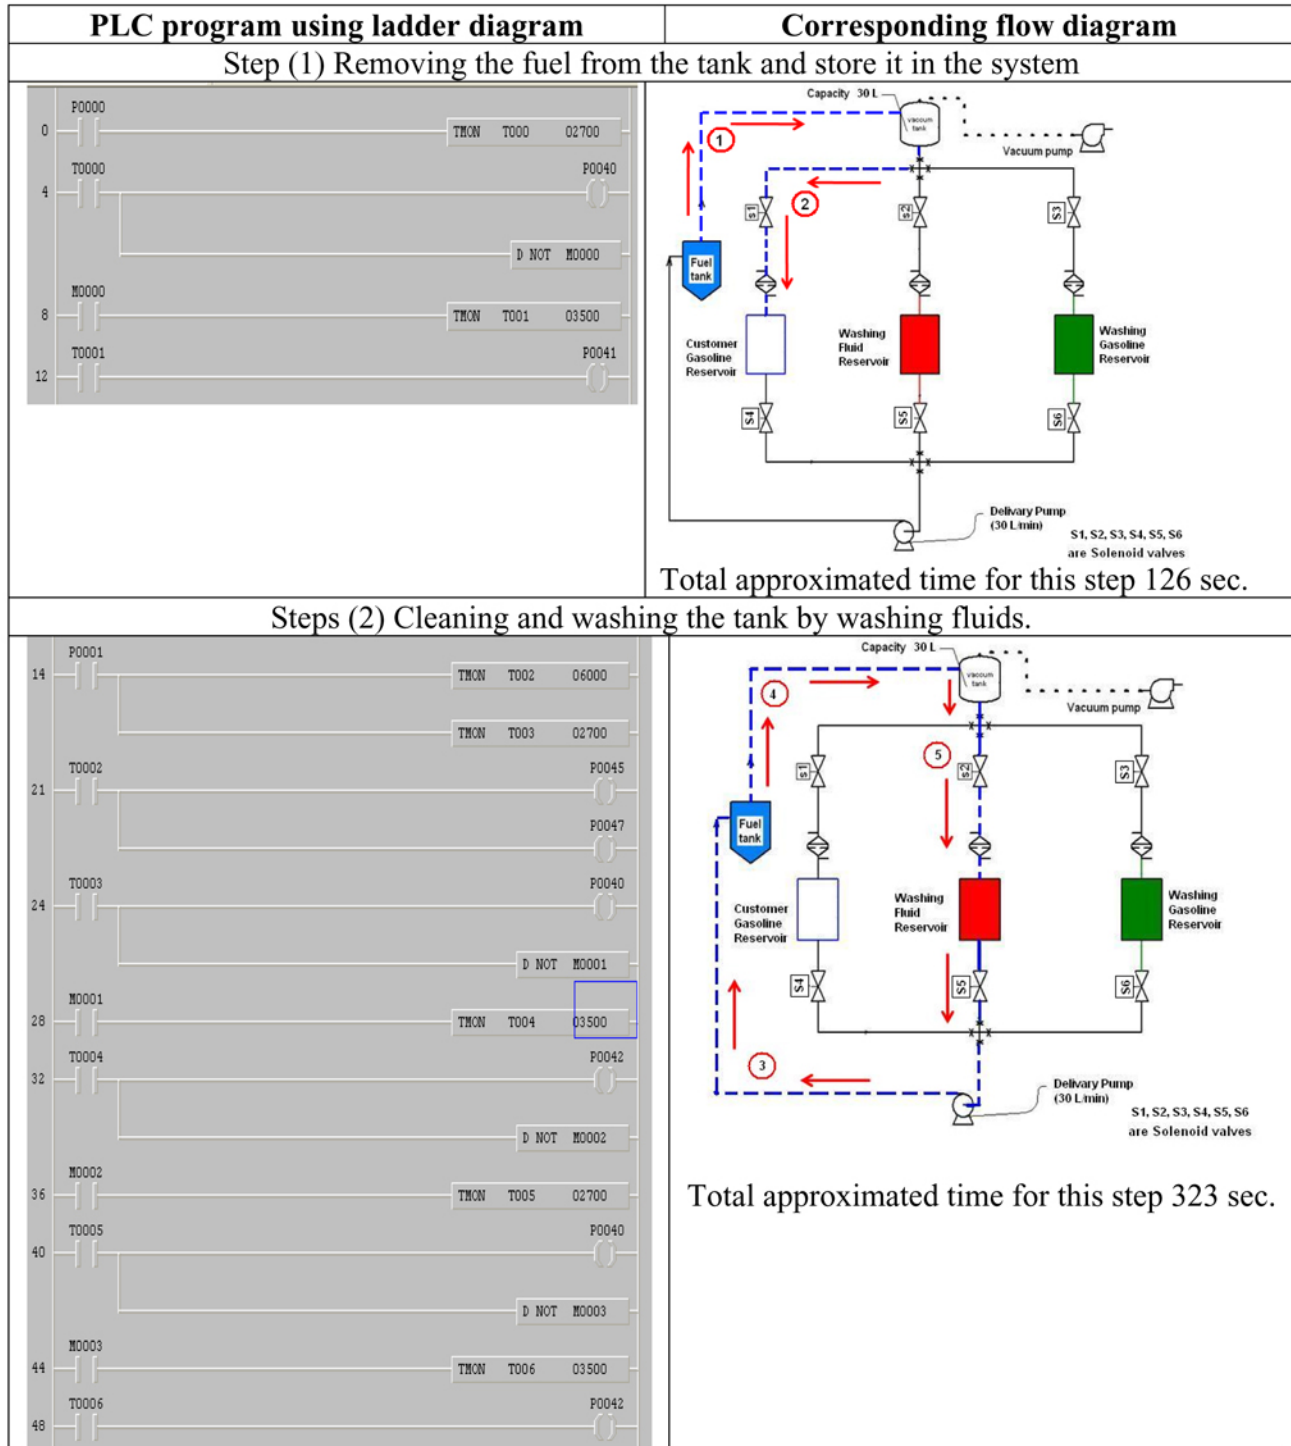 PLC program using ladder diagram
Corresponding flow diagram
Step (1) Removing the fuel from the tank and store it in the system
P0000
0
TMON T000 02700
T0000
P0040
4
D NOT M0000
M0000
8
TMON T001 03500
T0001
P0041
12
Capacity 30 L
vaccum
tank
Vacuum pump
1
2
s1
s2
S3
Fuel
tank
Customer
Gasoline
Reservoir
Washing
Fluid
Reservoir
Washing
Gasoline
Reservoir
S4
S5
S6
Delivary Pump
(30 L/min)
S1, S2, S3, S4, S5, S6
are Solenoid valves
Total approximated time for this step 126 sec.
Steps (2) Cleaning and washing the tank by washing fluids.
P0001
14
TMON T002 06000
TMON T003 02700
T0002
P0045
21
P0047
T0003
P0040
24
D NOT M0001
M0001
28
TMON T004 03500
T0004
P0042
32
D NOT M0002
M0002
36
TMON T005 02700
T0005
P0040
40
D NOT M0003
M0003
44
TMON T006 03500
T0006
P0042
48
Capacity 30 L
vaccum
tank
Vacuum pump
4
5
s1
s2
S3
Fuel
tank
Customer
Gasoline
Reservoir
Washing
Fluid
Reservoir
Washing
Gasoline
Reservoir
S4
S5
S6
3
Delivary Pump
(30 L/min)
S1, S2, S3, S4, S5, S6
are Solenoid valves
Total approximated time for this step 323 sec.